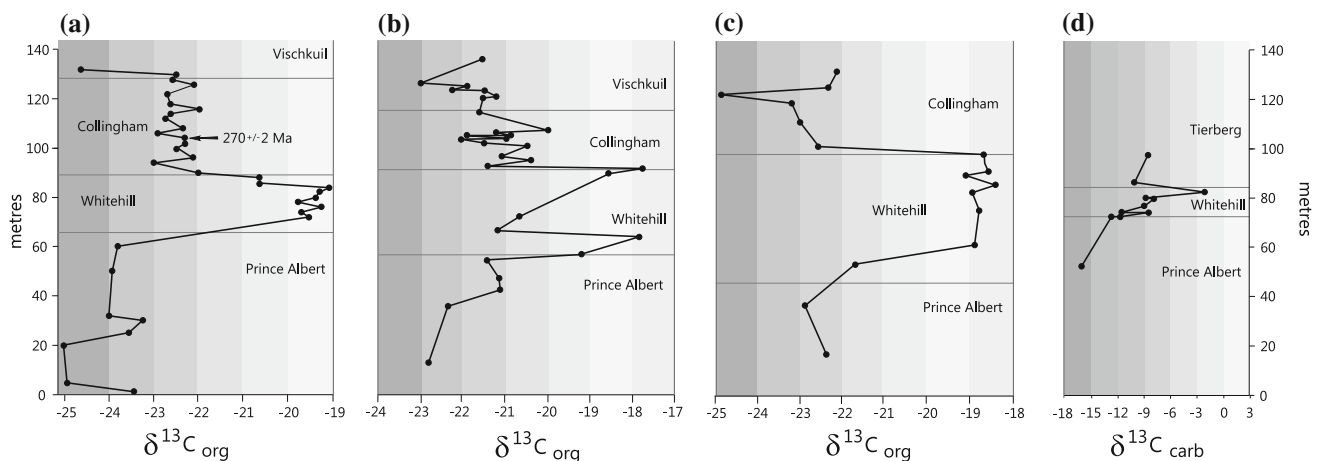 (a)
140
120
100
80
60
40
20
0
metres
Vischkuil
Collingham
270+/-2 Ma
Whitehill
Prince Albert
-25 -24 -23 -22 -21 -20 -19
δ13C org
(b)
Vischkuil
Collingham
Whitehill
Prince Albert
-24 -23 -22 -21 -20 -19 -18 -17
δ13C org
(c)
Collingham
Whitehill
Prince Albert
-25 -24 -23 -22 -21 -20 -19 -18
δ13C org
(d)
Tierberg
Whitehill
Prince Albert
140
120
100
80
60
40
20
0
metres
-18 -15 -12 -9 -6 -3 0 3
δ13C carb